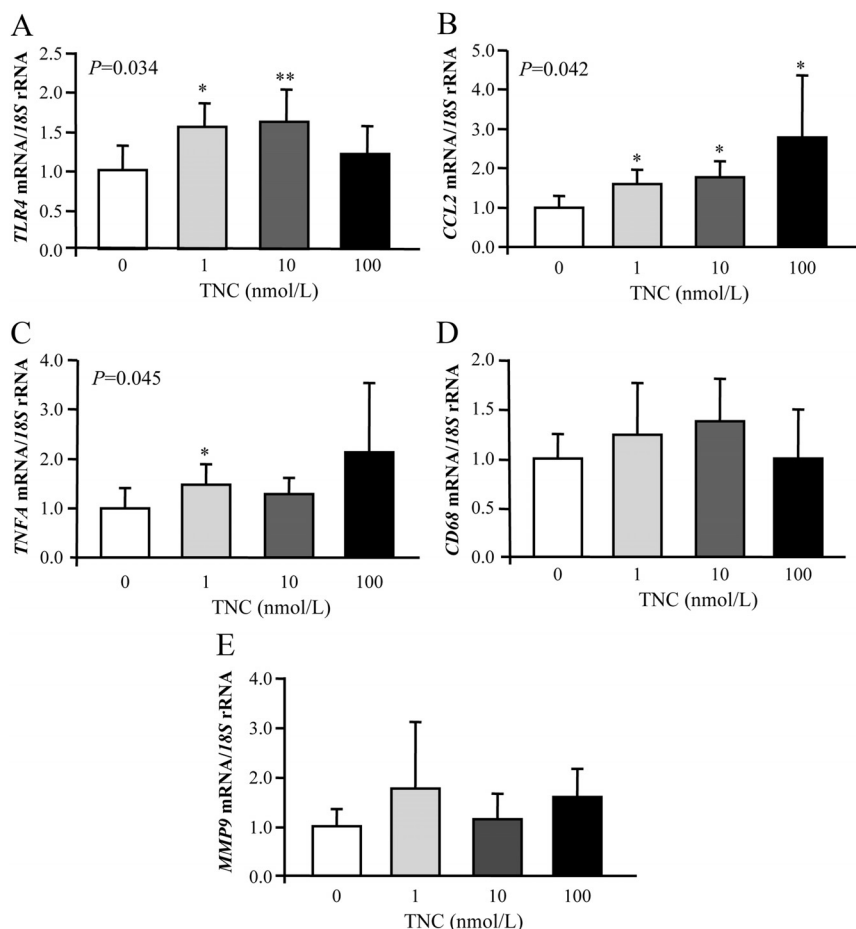 A
TLR4 mRNA/18S rRNA
P=0.034
2.5
2.0
1.5
1.0
0.5
0.0
* ** 
0 1 10 100
TNC (nmol/L)
B
CCL2 mRNA/18S rRNA
P=0.042
5.0
4.0
3.0
2.0
1.0
0.0
* * *
0 1 10 100
TNC (nmol/L)
C
TNFA mRNA/18S rRNA
P=0.045
4.0
3.0
2.0
1.0
0.0
*
0 1 10 100
TNC (nmol/L)
D
CD68 mRNA/18S rRNA
2.0
1.5
1.0
0.5
0.0
0 1 10 100
TNC (nmol/L)
E
MMP9 mRNA/18S rRNA
4.0
3.0
2.0
1.0
0.0
0 1 10 100
TNC (nmol/L)